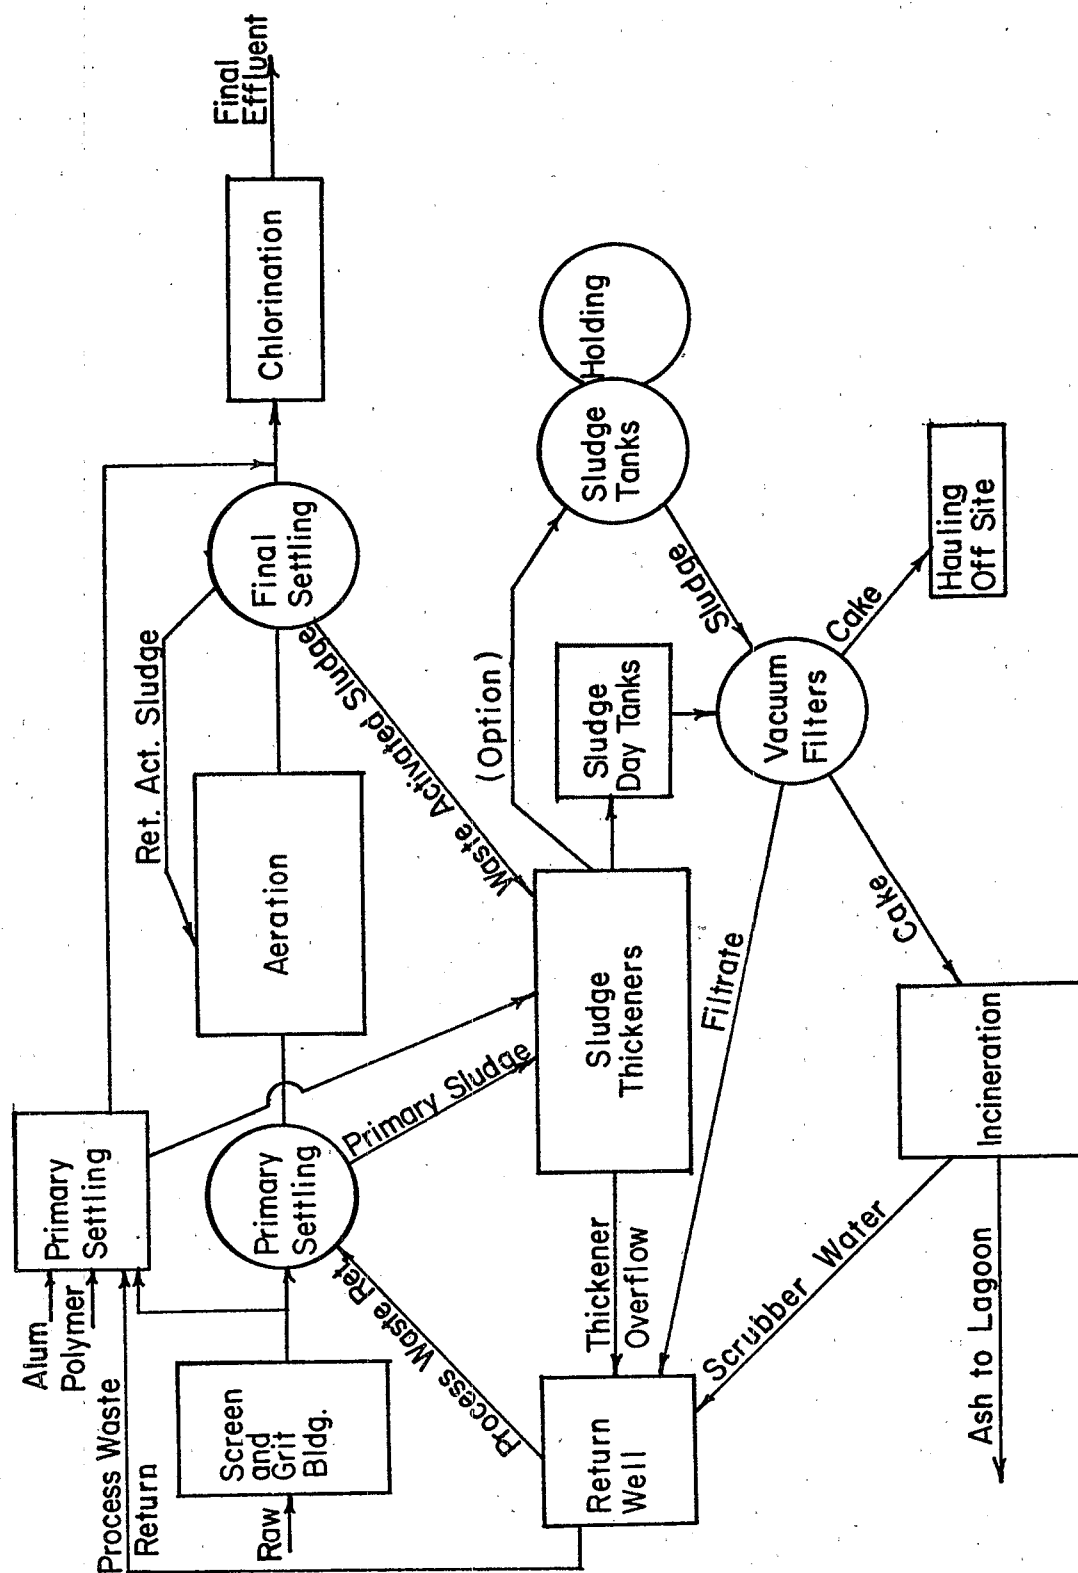 Raw
Screen
and
Grit
Bldg.
Process Waste
Return
Alum
Polymer
Primary
Settling
Primary
Settling
Aeration
Ret. Act. Sludge
Final
Settling
Chlorination
Final
Effluent
Process Waste Ret.
Primary Sludge
Waste Activated Sludge
Return
Well
Thickener
Overflow
Sludge
Thickeners
(Option)
Sludge
Day Tanks
Sludge
Tanks
Holding
Sludge
Filtrate
Vacuum
Filters
Cake
Hauling
Off Site
Cake
Scrubber Water
Incineration
Ash to Lagoon